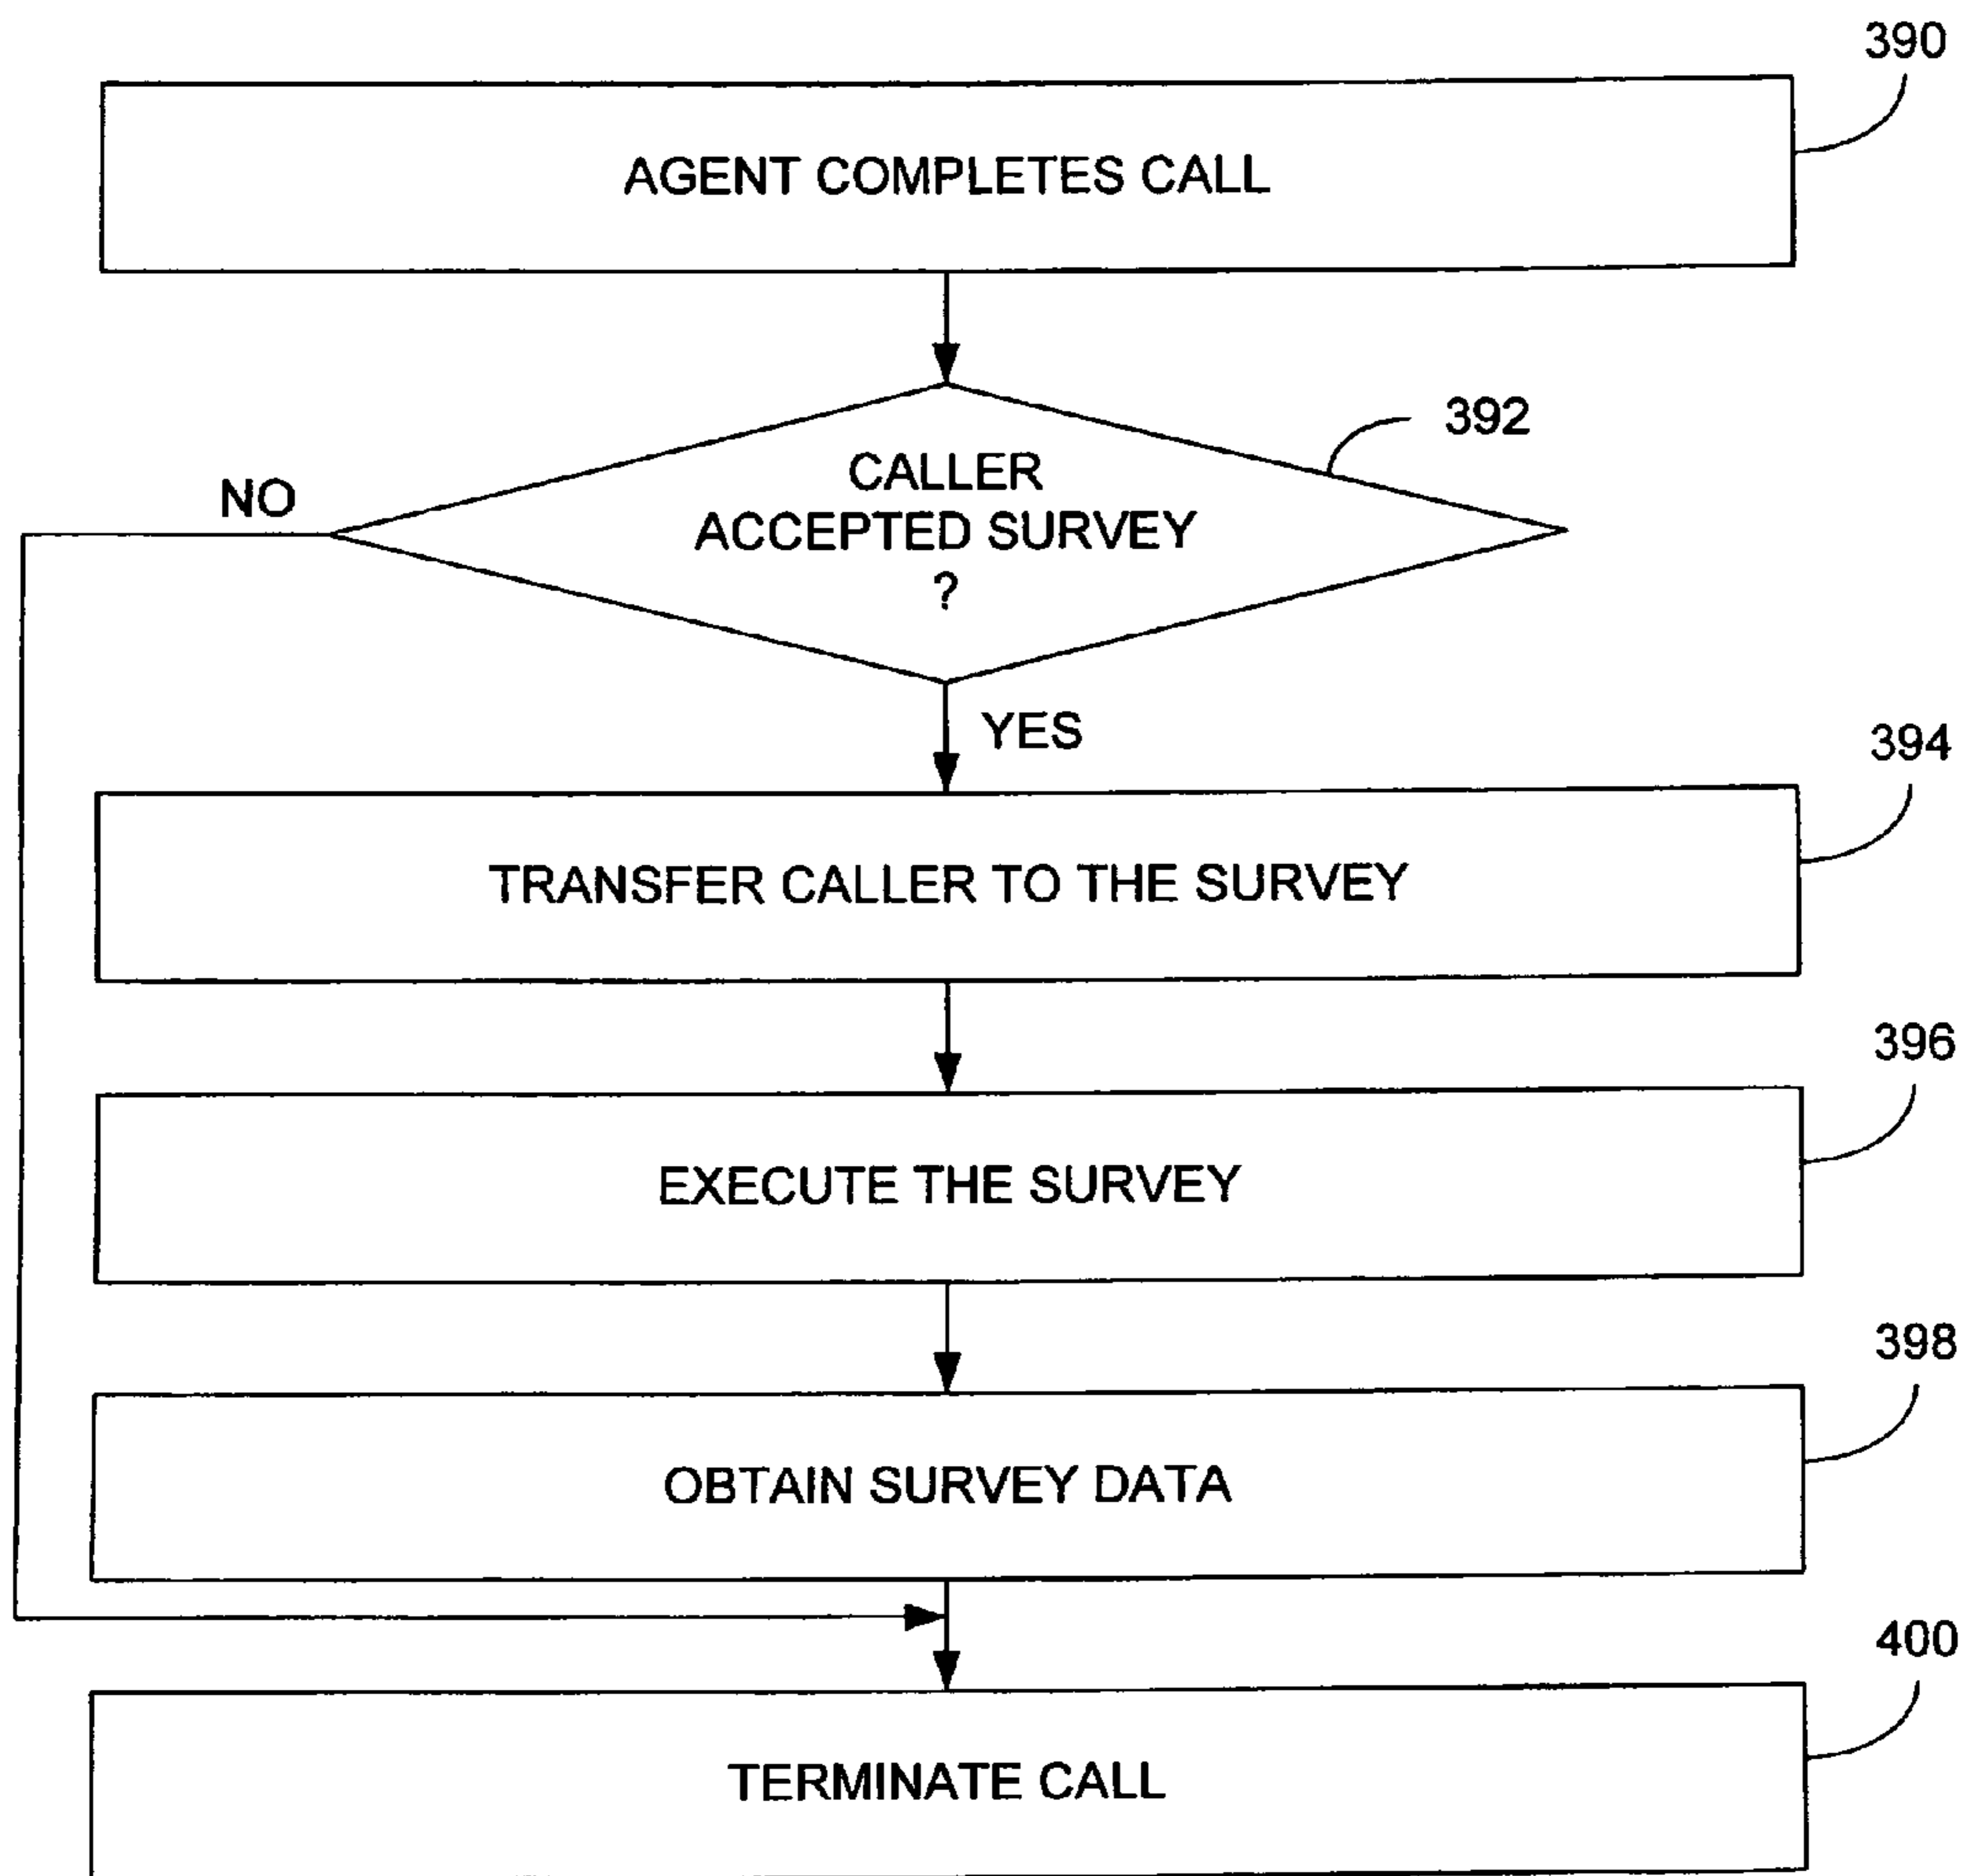 390
AGENT COMPLETES CALL
392
CALLER
ACCEPTED SURVEY
?
NO
YES
394
TRANSFER CALLER TO THE SURVEY
396
EXECUTE THE SURVEY
398
OBTAIN SURVEY DATA
400
TERMINATE CALL